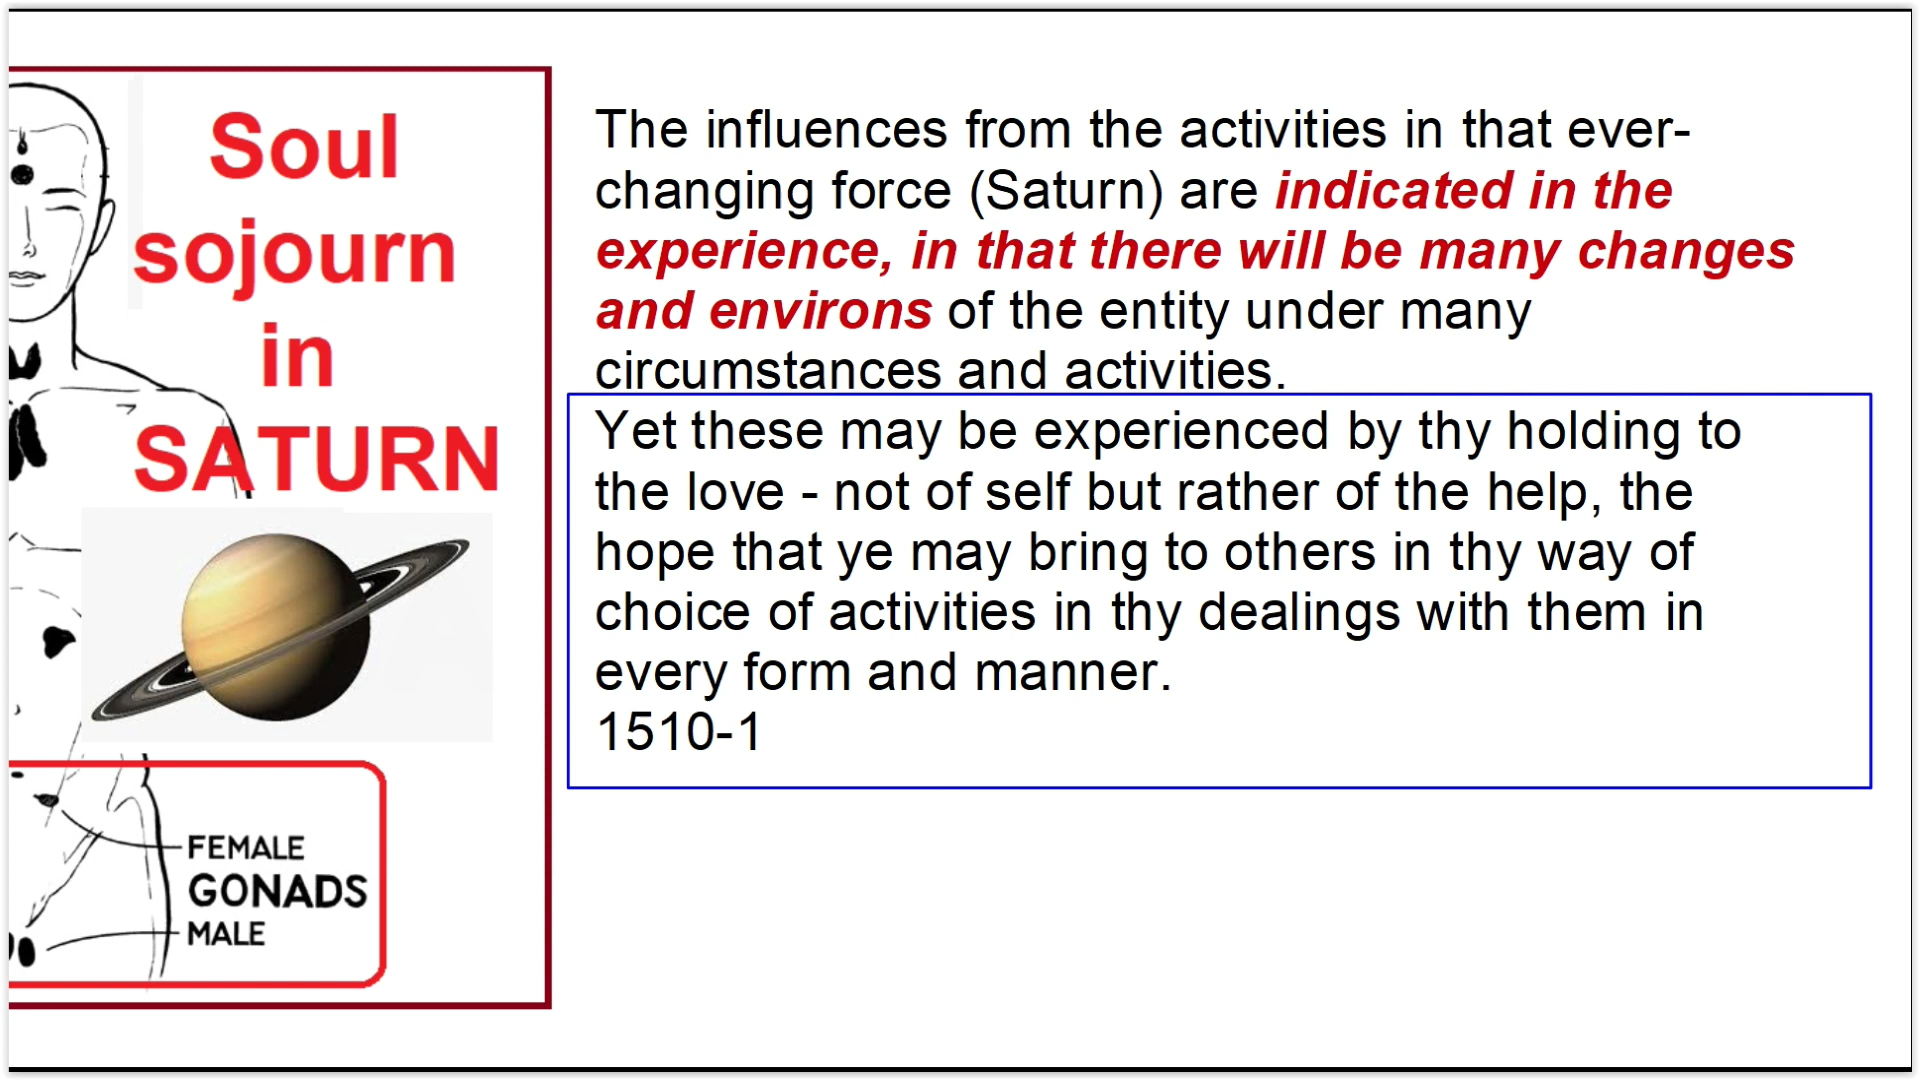 Soul
sojourn
in
SATURN
FEMALE
GONADS
MALE
The influences from the activities in that ever-
changing force (Saturn) are indicated in the
experience, in that there will be many changes
and environs of the entity under many
circumstances and activities.
Yet these may be experienced by thy holding to
the love - not of self but rather of the help, the
hope that ye may bring to others in thy way of
choice of activities in thy dealings with them in
every form and manner.
1510-1